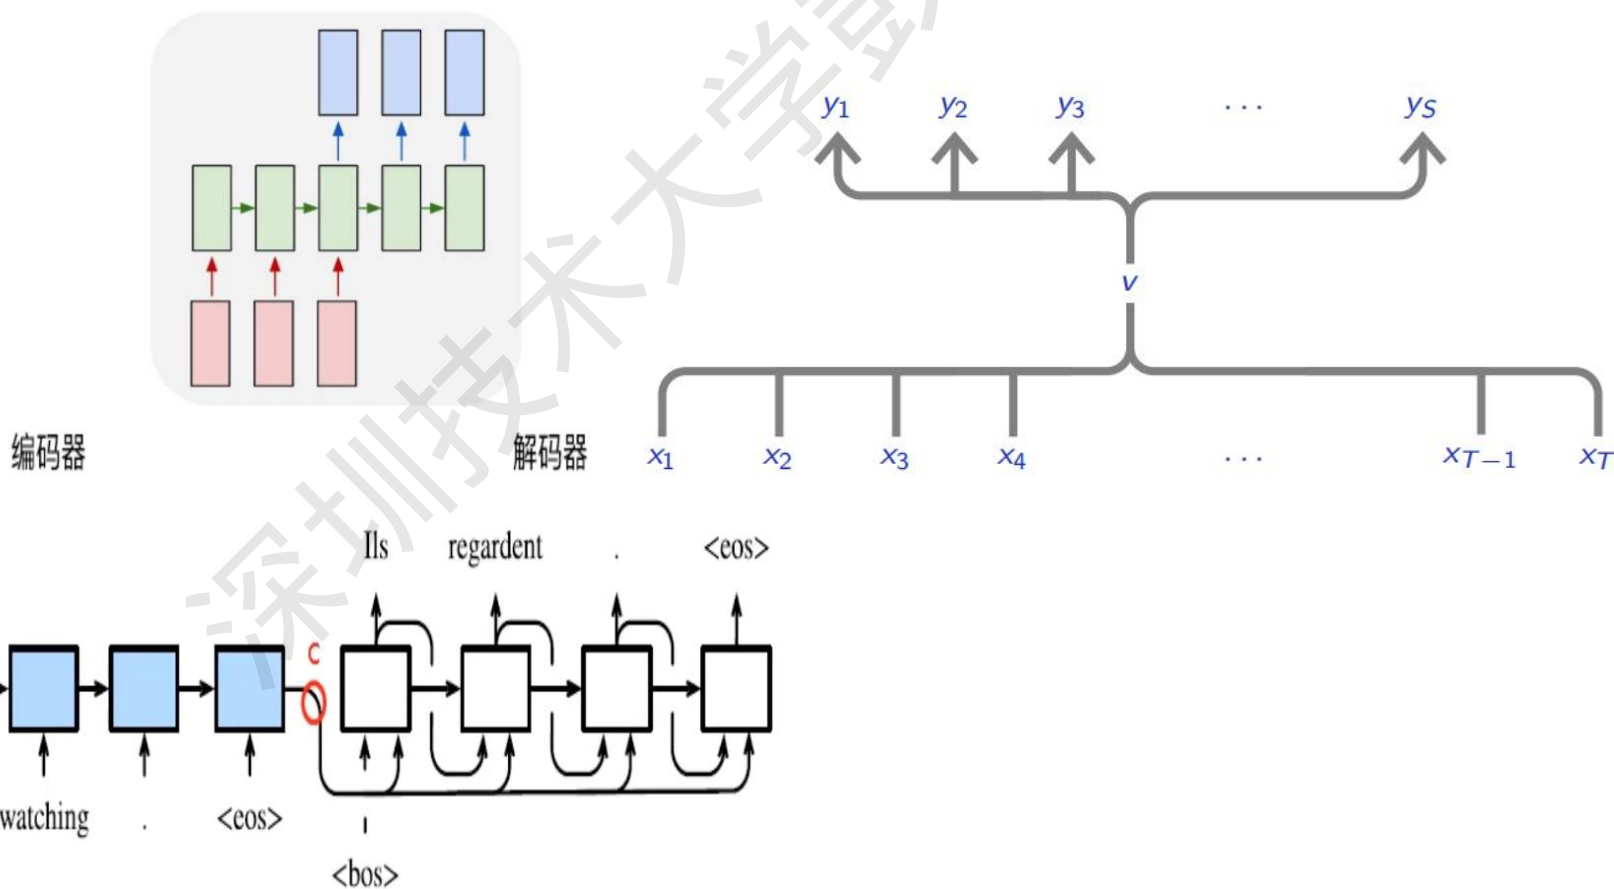 y1 y2 y3 ... yS
v
编码器 解码器 x1 x2 x3 x4 ... xT−1 xT
Ils regardent . <eos>
c
watching . <eos>
<bos>
深圳技术大学